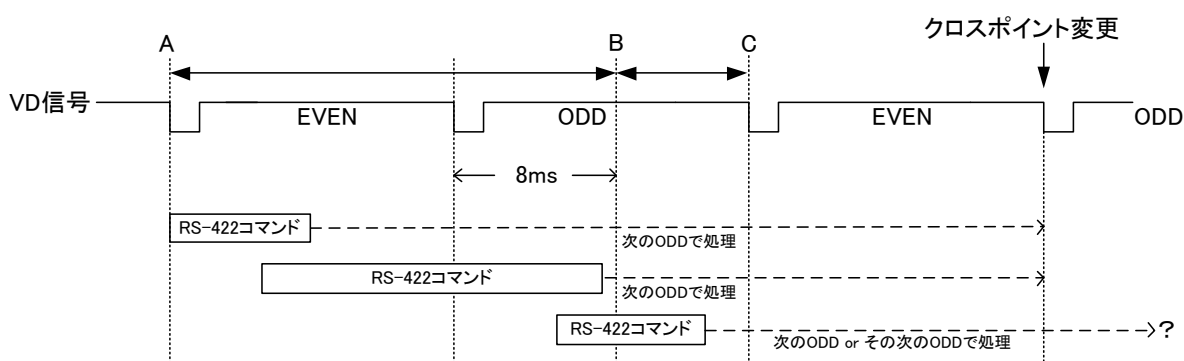 クロスポイント変更
A
B
C
VD信号
EVEN
ODD
EVEN
ODD
8ms
RS-422コマンド
次のODDで処理
RS-422コマンド
次のODDで処理
RS-422コマンド
次のODD or その次のODDで処理
?